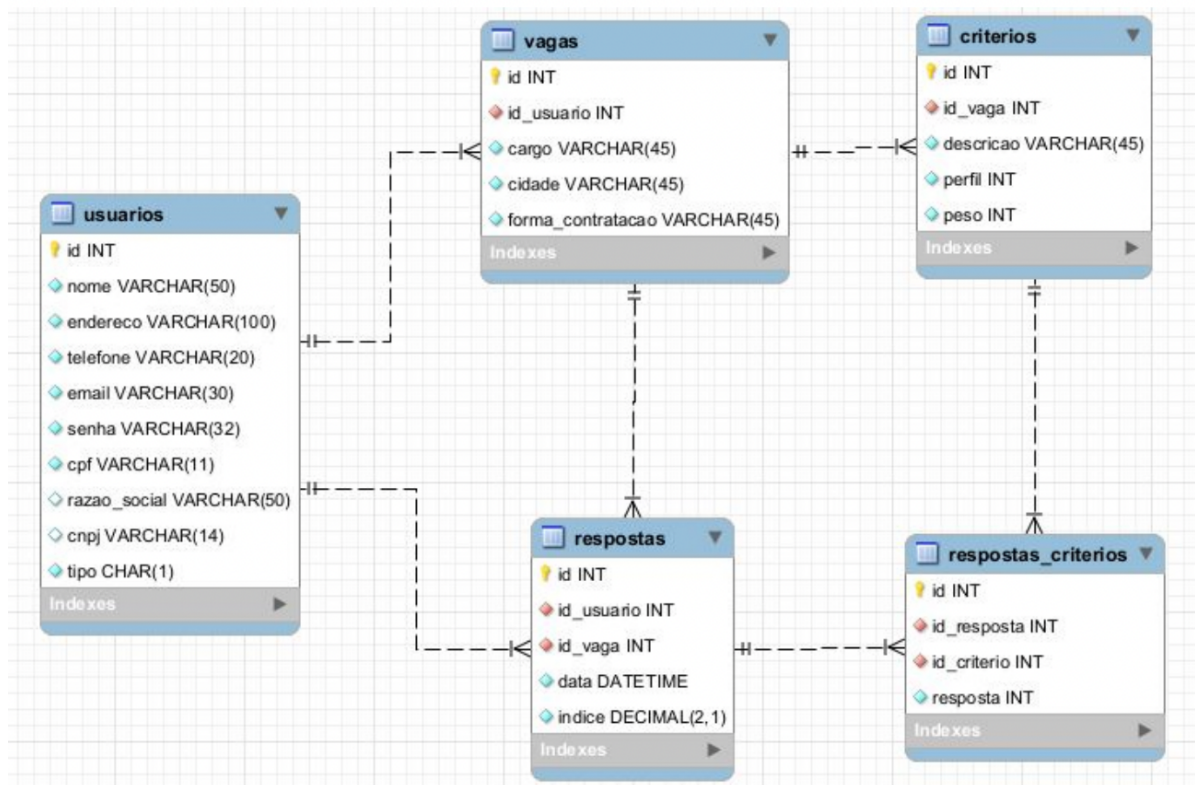 vagas
id INT
id_usuario INT
cargo VARCHAR(45)
cidade VARCHAR(45)
forma_contratacao VARCHAR(45)
Indexes
criterios
id INT
id_vaga INT
descricao VARCHAR(45)
perfil INT
peso INT
Indexes
usuarios
id INT
nome VARCHAR(50)
endereco VARCHAR(100)
telefone VARCHAR(20)
email VARCHAR(30)
senha VARCHAR(32)
cpf VARCHAR(11)
razao_social VARCHAR(50)
cnpj VARCHAR(14)
tipo CHAR(1)
Indexes
respostas
id INT
id_usuario INT
id_vaga INT
data DATETIME
indice DECIMAL(2,1)
Indexes
respostas_criterios
id INT
id_resposta INT
id_criterio INT
resposta INT
Indexes